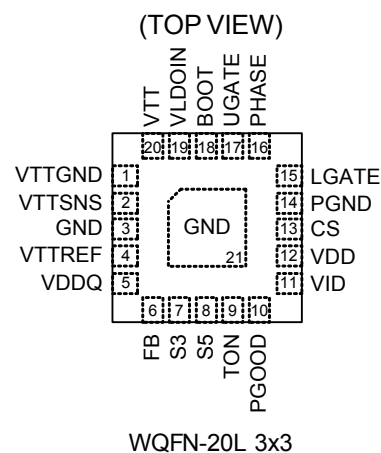 (TOP VIEW)
VTT
VLDOIN
BOOT
UGATE
PHASE
20 19 18 17 16
VTTGND 1
VTTSNS 2
GND 3
VTTREF 4
VDDQ 5
GND
21
15 LGATE
14 PGND
13 CS
12 VDD
11 VID
6 7 8 9 10
FB
S3
S5
TON
PGOOD
WQFN-20L 3x3